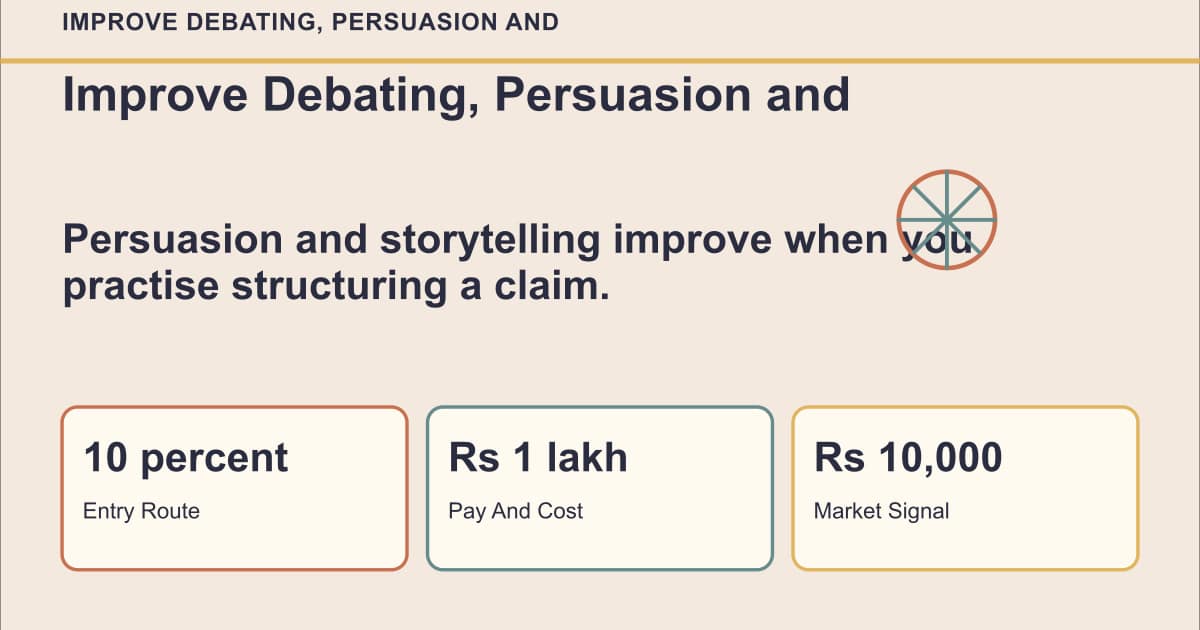 IMPROVE DEBATING, PERSUASION AND
Improve Debating, Persuasion and
Persuasion and storytelling improve when you
practise structuring a claim.
10 percent
Entry Route
Rs 1 lakh
Pay And Cost
Rs 10,000
Market Signal